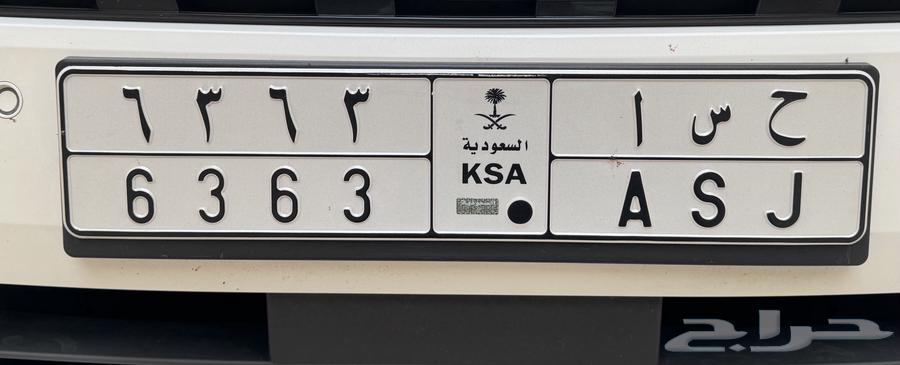 ٦٣٦٣
ح س ا
السعودية
KSA
6363
A S J
حراج